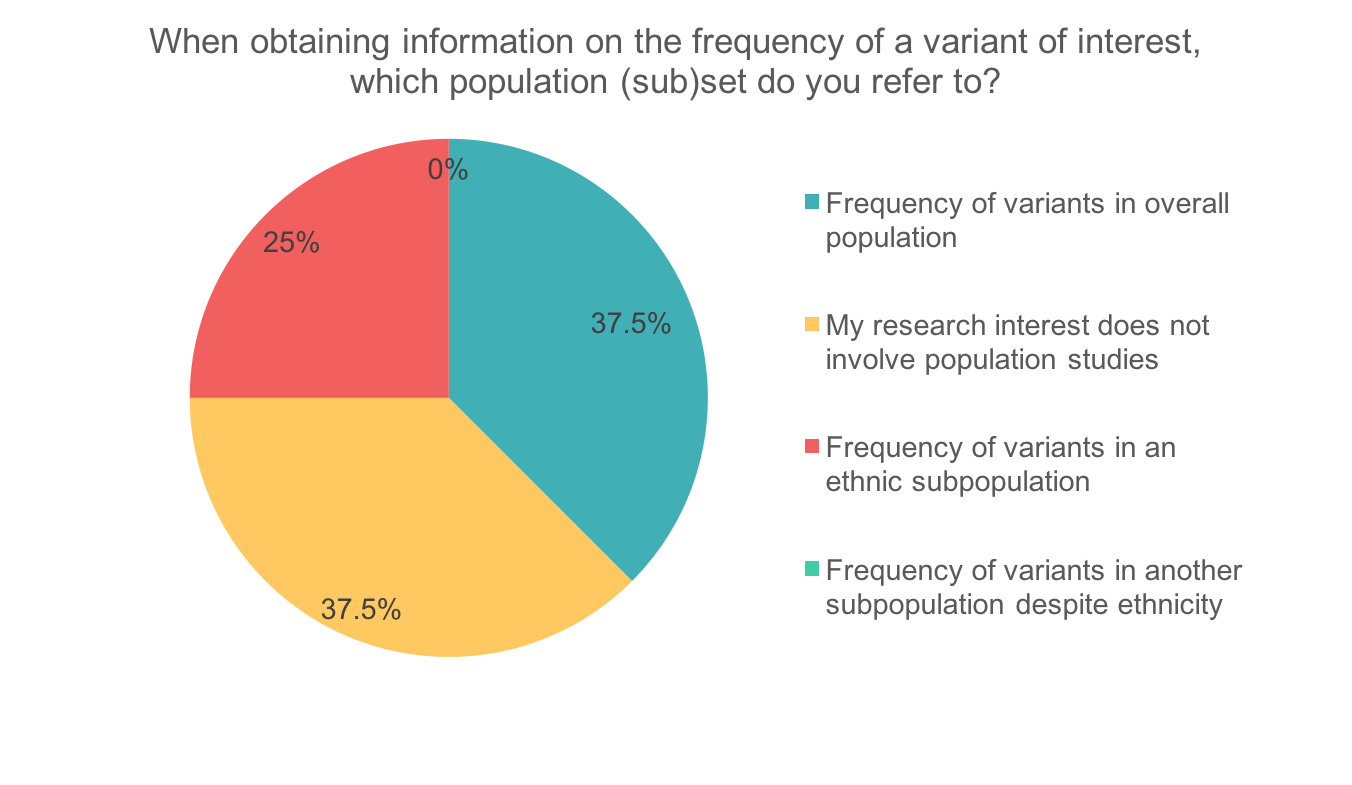 When obtaining information on the frequency of a variant of interest,
which population (sub)set do you refer to?
0%
25%
37.5%
37.5%
Frequency of variants in overall
population
My research interest does not
involve population studies
Frequency of variants in an
ethnic subpopulation
Frequency of variants in another
subpopulation despite ethnicity